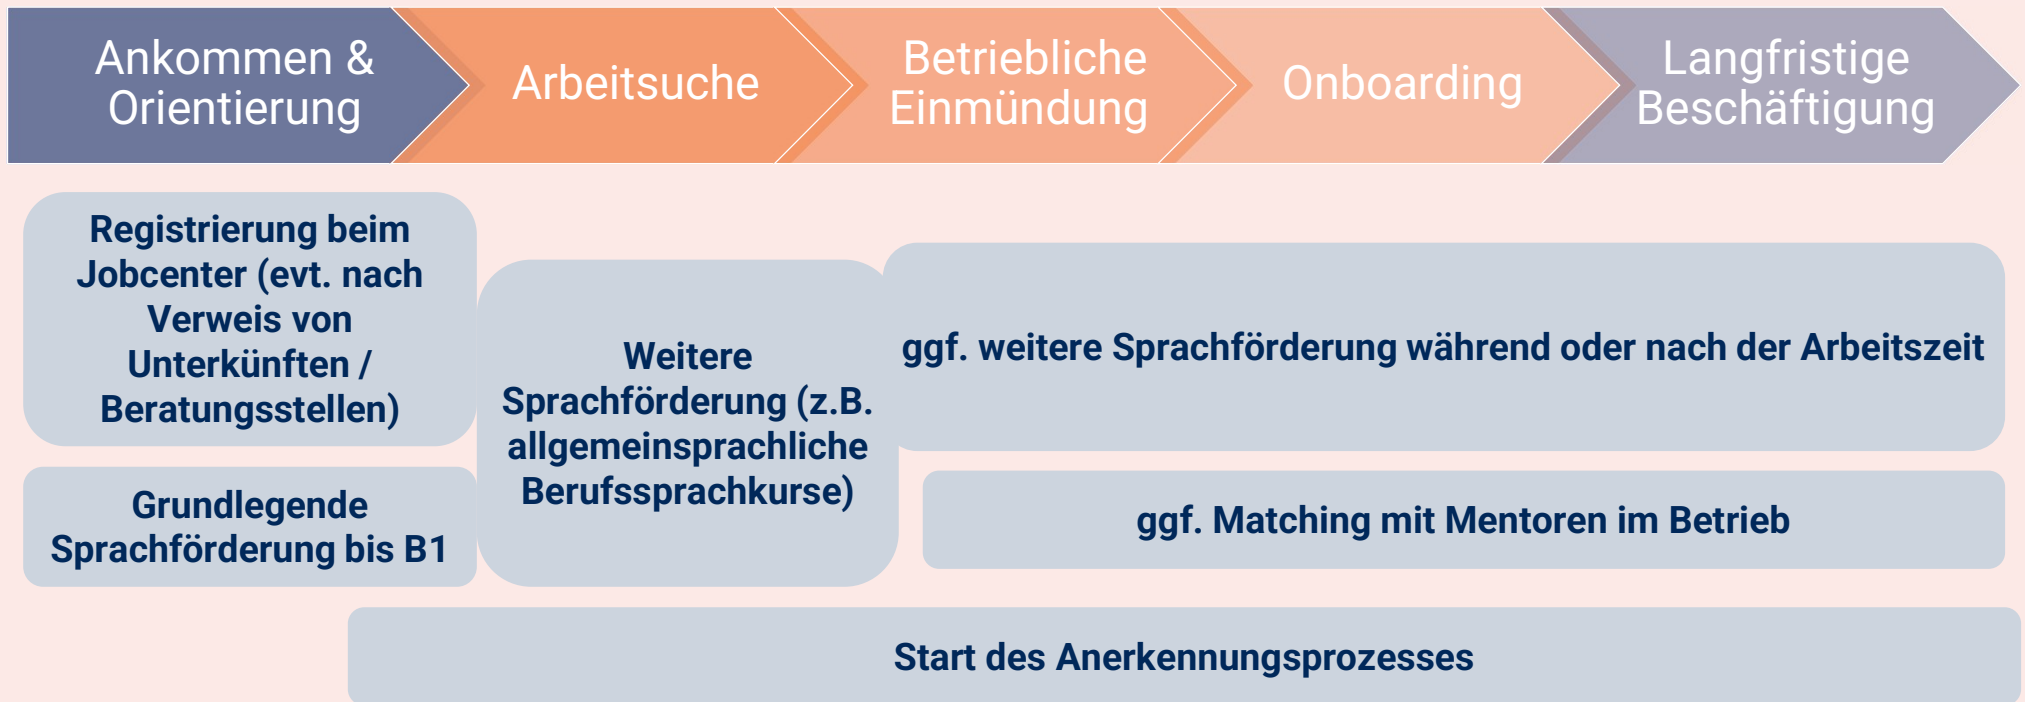 Ankommen &
Orientierung
Arbeitsuche
Betriebliche
Einmündung
Onboarding
Langfristige
Beschäftigung
Registrierung beim
Jobcenter (evt. nach
Verweis von
Unterkünften /
Beratungsstellen)
Grundlegende
Sprachförderung bis B1
Weitere
Sprachförderung (z.B.
allgemeinsprachliche
Berufssprachkurse)
ggf. weitere Sprachförderung während oder nach der Arbeitszeit
ggf. Matching mit Mentoren im Betrieb
Start des Anerkennungsprozesses